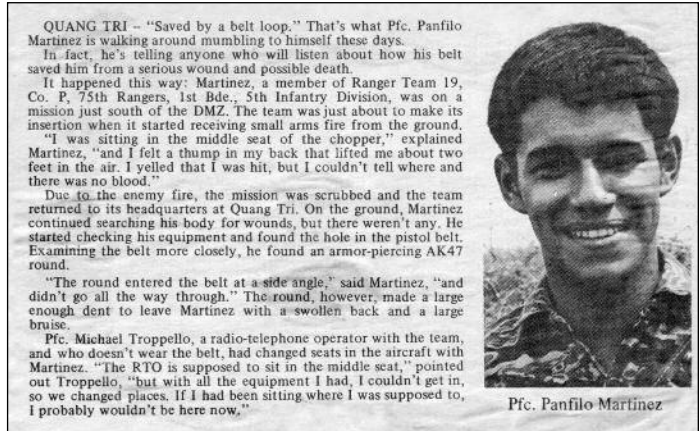 QUANG TRI – "Saved by a belt loop." That's what Pfc. Panfilo
Martinez is walking around mumbling to himself these days.
In fact, he's telling anyone who will listen about how his belt
saved him from a serious wound and possible death.
It happened this way: Martinez, a member of Ranger Team 19,
Co. P, 75th Rangers, 1st Bde., 5th Infantry Division, was on a
mission just south of the DMZ. The team was just about to make its
insertion when it started receiving small arms fire from the ground.
"I was sitting in the middle seat of the chopper," explained
Martinez, "and I felt a thump in my back that lifted me about two
feet in the air. I yelled that I was hit, but I couldn't tell where and
there was no blood."
Due to the enemy fire, the mission was scrubbed and the team
returned to its headquarters at Quang Tri. On the ground, Martinez
continued searching his body for wounds, but there weren't any. He
started checking his equipment and found the hole in the pistol belt.
Examining the belt more closely, he found an armor-piercing AK47
round.
"The round entered the belt at a side angle,' said Martinez, "and
didn't go all the way through." The round, however, made a large
enough dent to leave Martinez with a swollen back and a large
bruise.
Pfc. Michael Troppello, a radio-telephone operator with the team,
and who doesn't wear the belt, had changed seats in the aircraft with
Martinez. "The RTO is supposed to sit in the middle seat," pointed
out Troppello, "but with all the equipment I had, I couldn't get in,
so we changed places. If I had been sitting where I was supposed to,
I probably wouldn't be here now."
Pfc. Panfilo Martinez